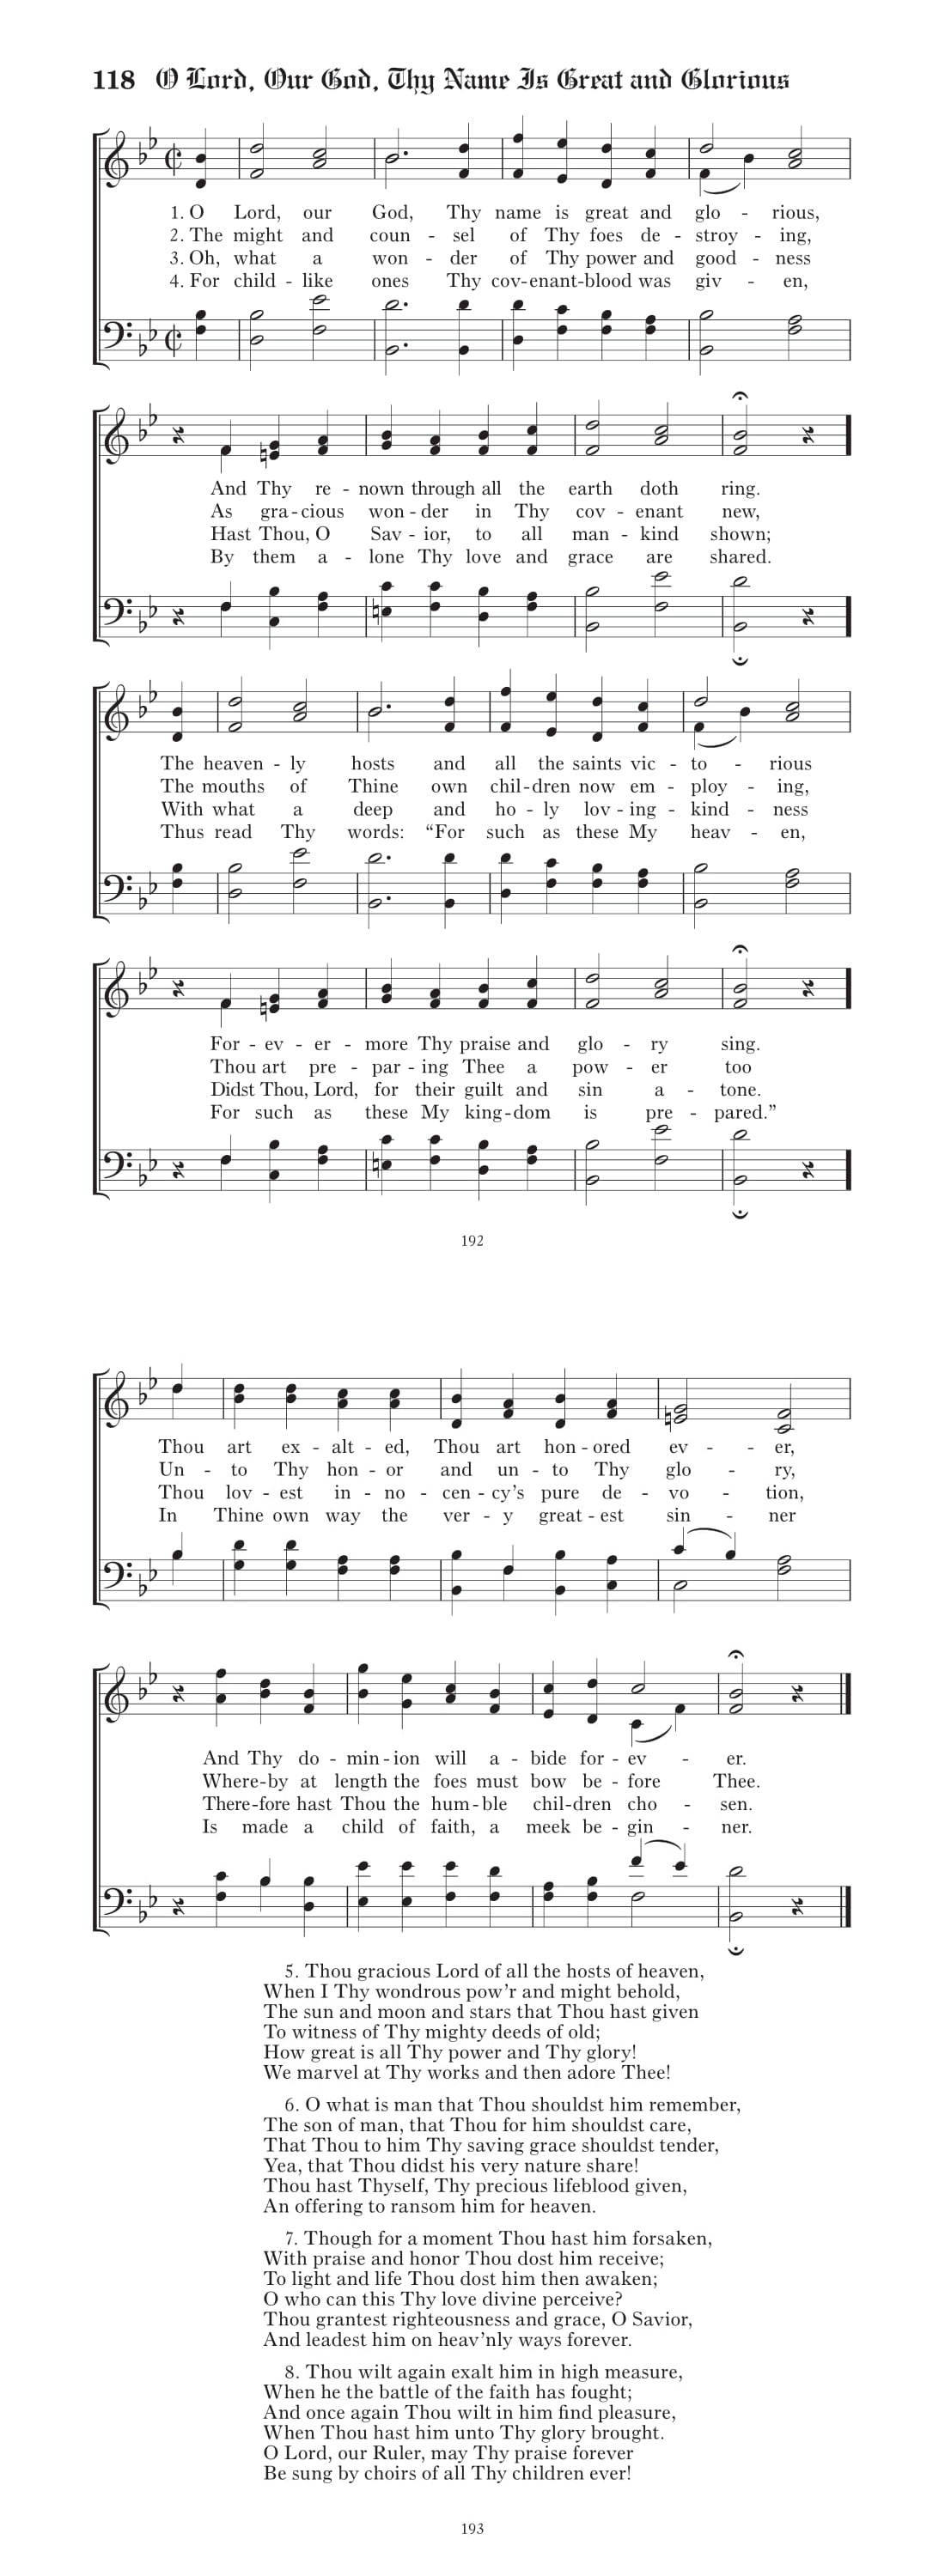 118 O Lord, Our God, Thy Name Is Great and Glorious
1. O Lord, our God, Thy name is great and glo - rious,
2. The might and coun - sel of Thy foes de - stroy - ing,
3. Oh, what a won - der of Thy power and good - ness
4. For child - like ones Thy cov - enant - blood was giv - en,
And Thy re - nown through all the earth doth ring.
As gra - cious won - der in Thy cov - enant new,
Hast Thou, O Sav - ior, to all man - kind shown;
By them a - lone Thy love and grace are shared.
The heaven - ly hosts and all the saints vic - to - rious
The mouths of Thine own chil - dren now em - ploy - ing,
With what a deep and ho - ly lov - ing - kind - ness
Thus read Thy words: “For such as these My heav - en,
For - ev - er - more Thy praise and glo - ry sing.
Thou art pre - par - ing Thee a pow - er too
Didst Thou, Lord, for their guilt and sin a - tone.
For such as these My king - dom is pre - pared.”
192
Thou art ex - alt - ed, Thou art hon - ored ev - er,
Un - to Thy hon - or and un - to Thy glo - ry,
Thou lov - est in - no - cen - cy’s pure de - vo - tion,
In Thine own way the ver - y great - est sin - ner
And Thy do - min - ion will a - bide for - ev - er.
Where - by at length the foes must bow be - fore Thee.
There - fore hast Thou the hum - ble chil - dren cho - sen.
Is made a child of faith, a meek be - gin - ner.
5. Thou gracious Lord of all the hosts of heaven,
When I Thy wondrous pow’r and might behold,
The sun and moon and stars that Thou hast given
To witness of Thy mighty deeds of old;
How great is all Thy power and Thy glory!
We marvel at Thy works and then adore Thee!
6. O what is man that Thou shouldst him remember,
The son of man, that Thou for him shouldst care,
That Thou to him Thy saving grace shouldst tender,
Yea, that Thou didst his very nature share!
Thou hast Thyself, Thy precious lifeblood given,
An offering to ransom him for heaven.
7. Though for a moment Thou hast him forsaken,
With praise and honor Thou dost him receive;
To light and life Thou dost him then awaken;
O who can this Thy love divine perceive?
Thou grantest righteousness and grace, O Savior,
And leadest him on heav’nly ways forever.
8. Thou wilt again exalt him in high measure,
When he the battle of the faith has fought;
And once again Thou wilt in him find pleasure,
When Thou hast him unto Thy glory brought.
O Lord, our Ruler, may Thy praise forever
Be sung by choirs of all Thy children ever!
193